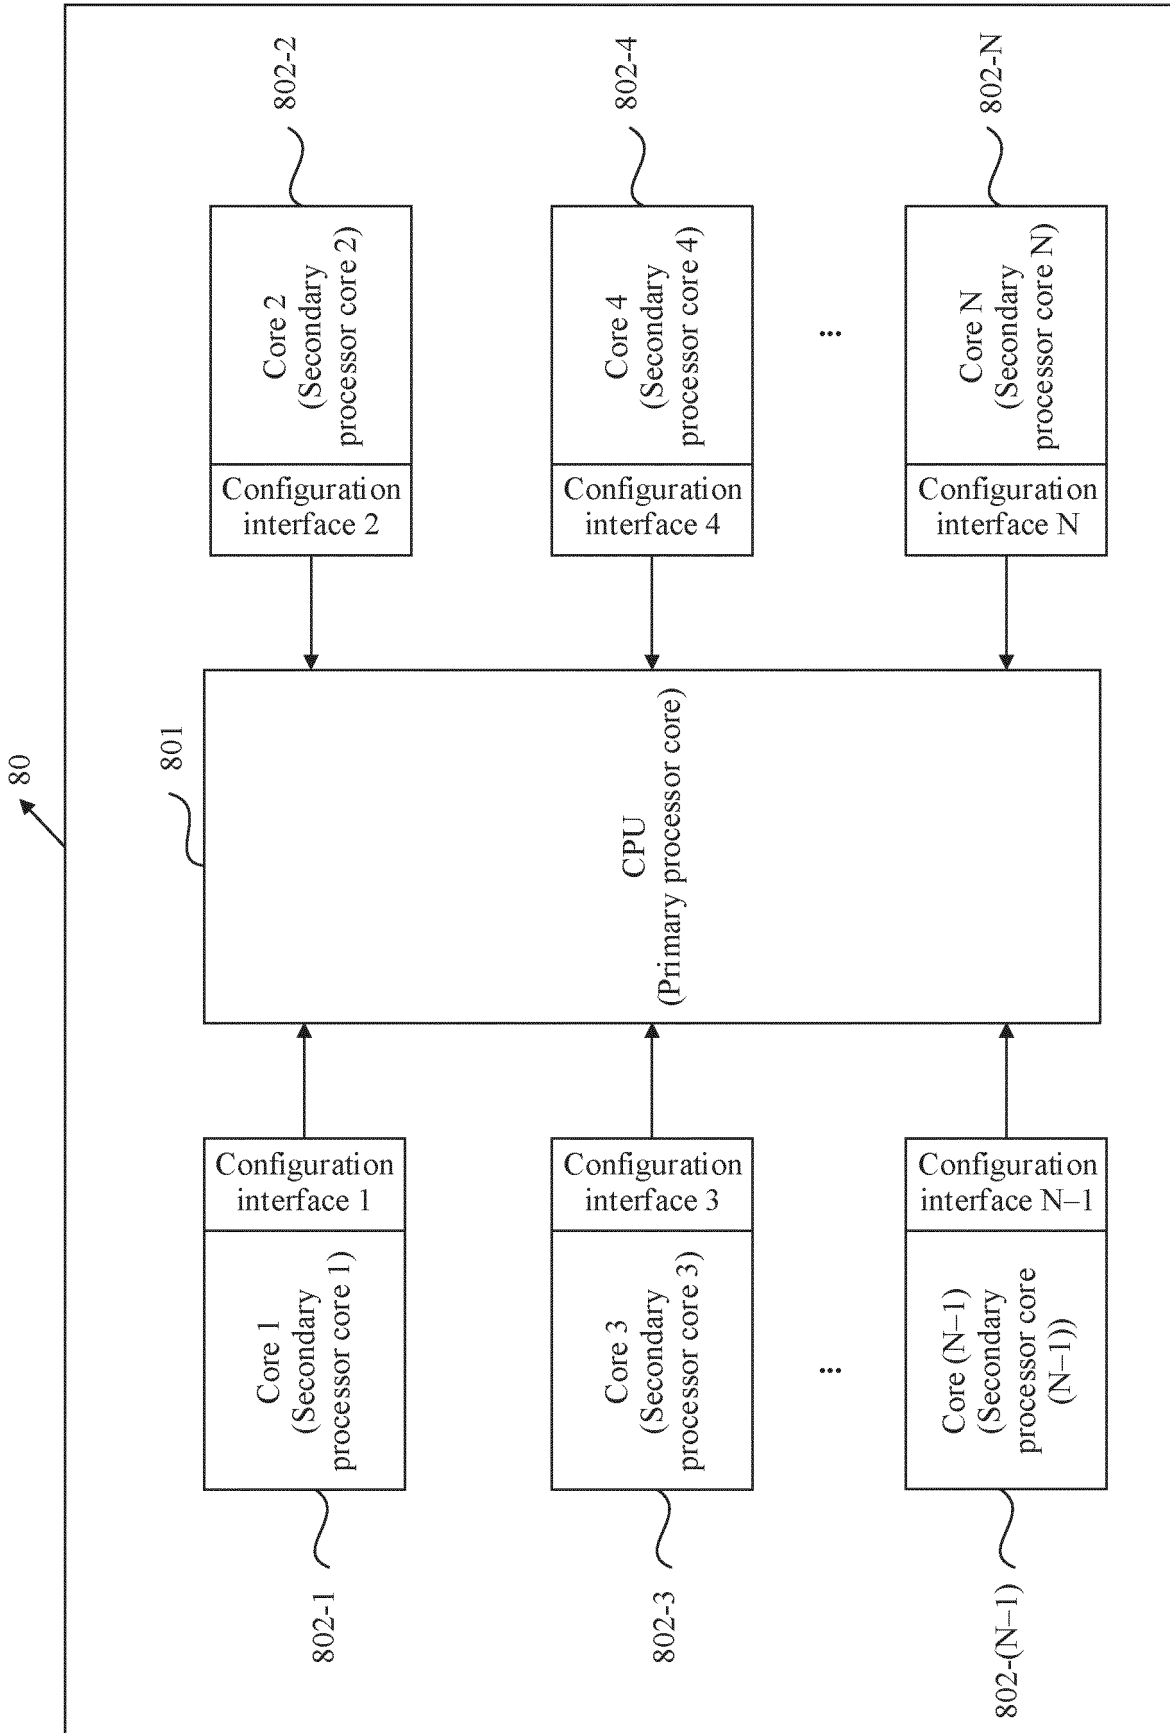 80
801
802-1
Core 1
(Secondary
processor core 1)
Configuration
interface 1
CPU
(Primary processor core)
Configuration
interface 2
Core 2
(Secondary
processor core 2)
802-2
802-3
Core 3
(Secondary
processor core 3)
Configuration
interface 3
Configuration
interface 4
Core 4
(Secondary
processor core 4)
802-4
...
...
802-(N–1)
Core (N–1)
(Secondary
processor core
(N–1))
Configuration
interface N–1
Configuration
interface N
Core N
(Secondary
processor core N)
802-N